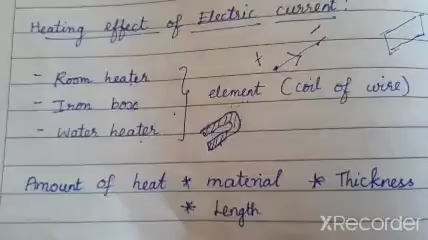 Heating effect of Electric current:
- Room heater
- Iron box
- Water heater
element (coil of wire)
Amount of heat * material * Thickness
* Length
XRecorder